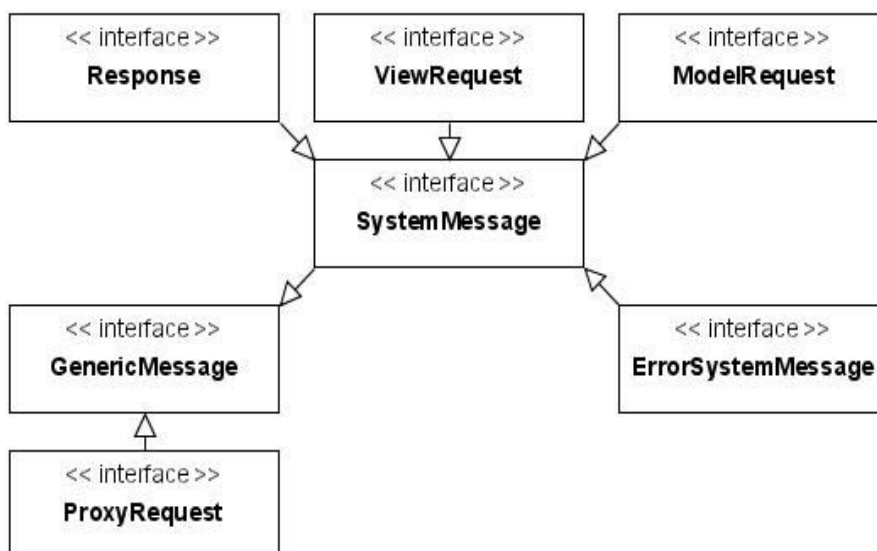 << interface >>
Response
<< interface >>
ViewRequest
<< interface >>
ModelRequest
<< interface >>
SystemMessage
<< interface >>
GenericMessage
<< interface >>
ErrorSystemMessage
<< interface >>
ProxyRequest